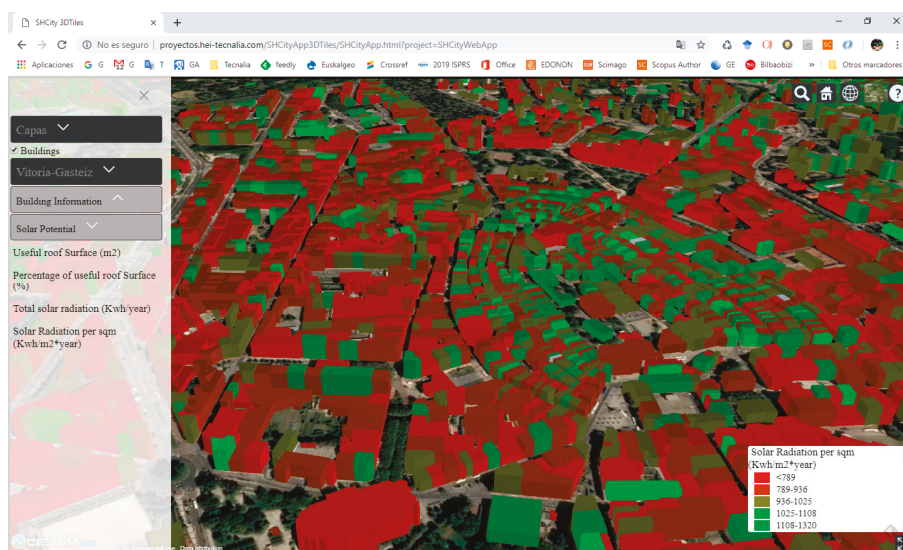 SHCity 3DTiles
No es seguro | proyectos.hei-tecnalia.com/SHCityApp3DTiles/SHCityApp.html?project=SHCityWebApp
Aplicaciones G G T GA Tecnalia feedly Euskalgeo Crossref 2019 ISPRS Office EDONON Scimago SC Scopus Author GE Bilbaobizi » Otros marcadores
Capas
Buildings
Vitoria-Gasteiz
Building Information
Solar Potential
Useful roof Surface (m2)
Percentage of useful roof Surface
(%)
Total solar radiation (Kwh/year)
Solar Radiation per sqm
(Kwh/m2*year)
Solar Radiation per sqm
(Kwh/m2*year)
<789
789-936
936-1025
1025-1108
1108-1320
CESIUM ion
Data attribution